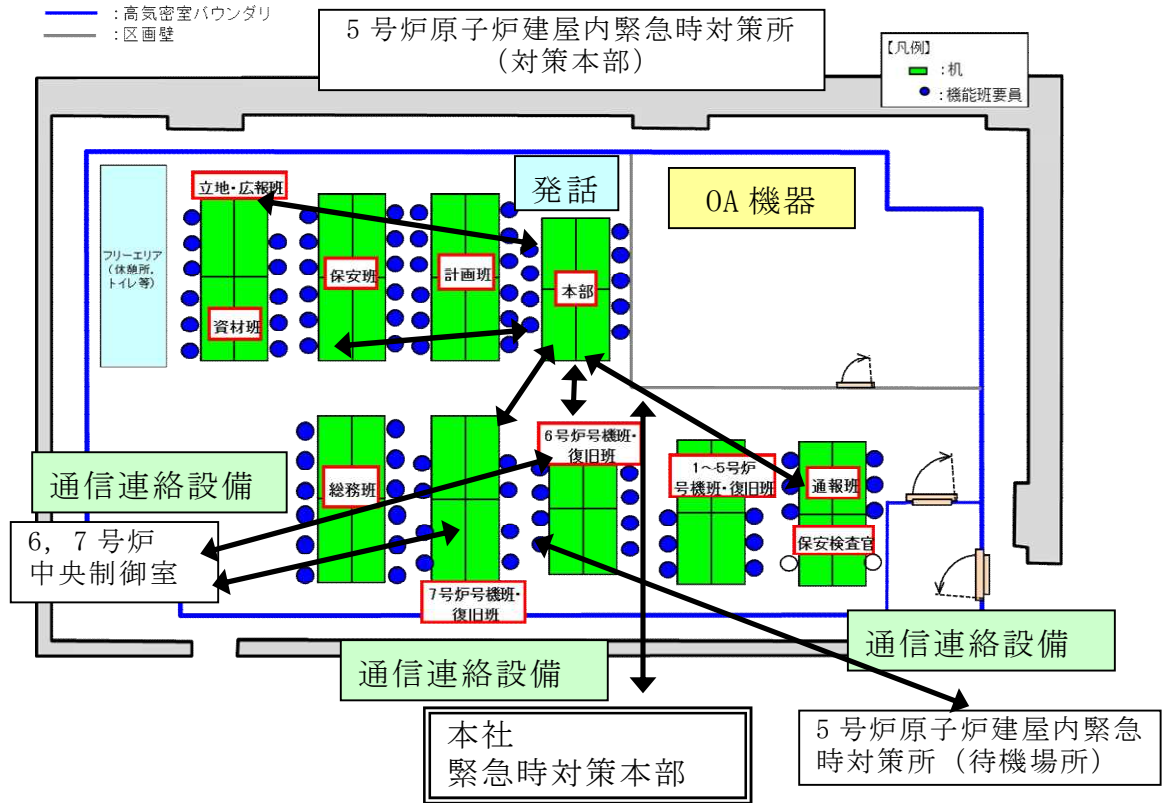 ：高気密室バウンダリ
：区画壁
5号炉原子炉建屋内緊急時対策所
(対策本部)
【凡例】
：机
：機能班要員
フリーエリア
（休憩所、
トイレ等）
立地・広報班
資材班
保安班
計画班
発話
本部
OA機器
通信連絡設備
6, 7号炉
中央制御室
総務班
7号炉号機班・
復旧班
6号炉号機班・
復旧班
1～5号炉
号機班・復旧班
通報班
保安検査官
通信連絡設備
通信連絡設備
本社
緊急時対策本部
5号炉原子炉建屋内緊急
時対策所（待機場所）